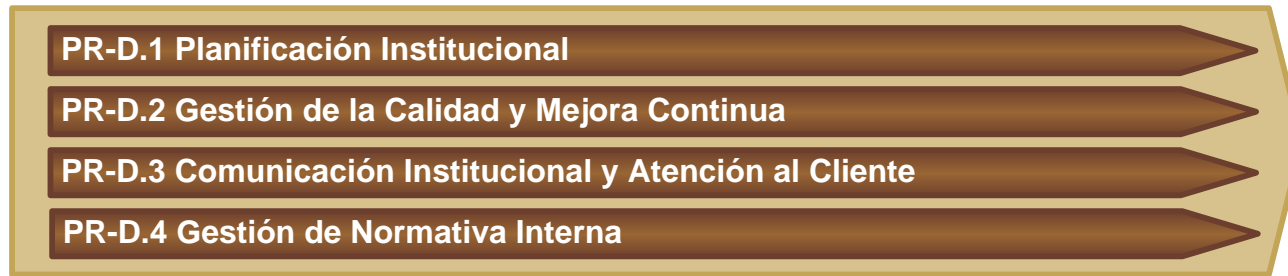 PR-D.1 Planificación Institucional
PR-D.2 Gestión de la Calidad y Mejora Continua
PR-D.3 Comunicación Institucional y Atención al Cliente
PR-D.4 Gestión de Normativa Interna